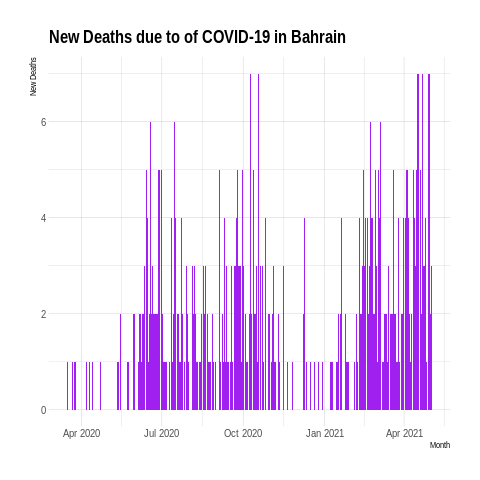 New Deaths due to of COVID-19 in Bahrain
New Deaths
6
4
2
0
Apr 2020 Jul 2020 Oct 2020 Jan 2021 Apr 2021
Month